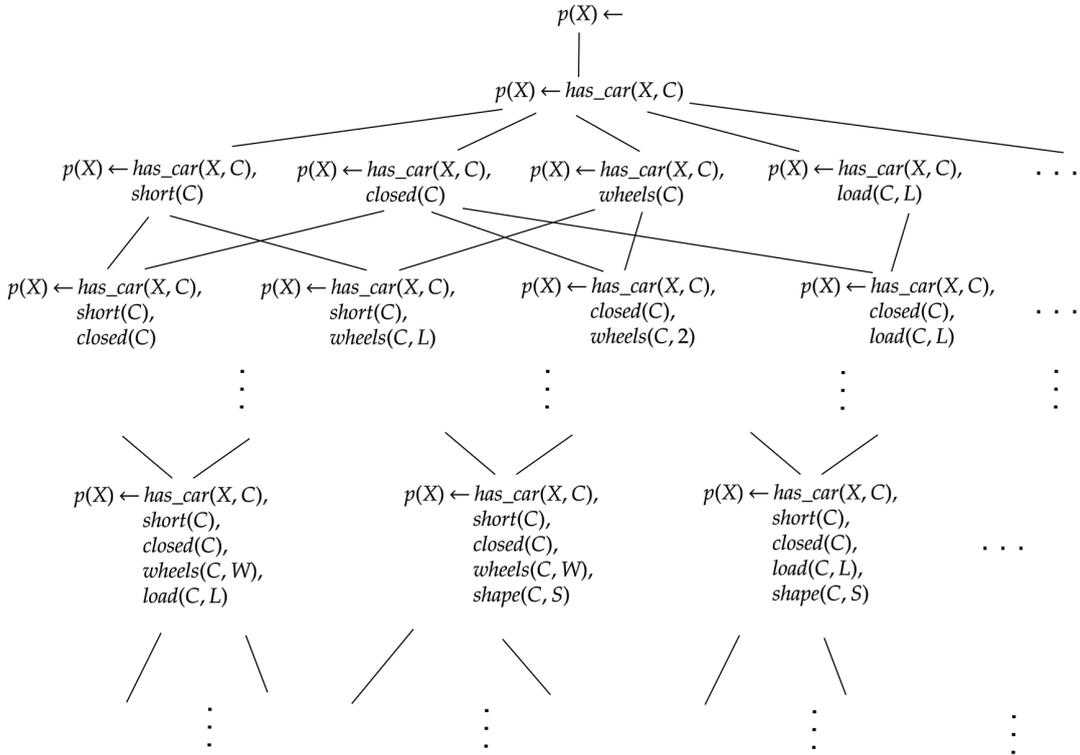 p(X) ←
p(X) ← has_car(X, C)
p(X) ← has_car(X, C),
short(C)
p(X) ← has_car(X, C),
closed(C)
p(X) ← has_car(X, C),
wheels(C)
p(X) ← has_car(X, C),
load(C, L)
. . .
p(X) ← has_car(X, C),
short(C),
closed(C)
p(X) ← has_car(X, C),
short(C),
wheels(C, L)
p(X) ← has_car(X, C),
closed(C),
wheels(C, 2)
p(X) ← has_car(X, C),
closed(C),
load(C, L)
. . .
p(X) ← has_car(X, C),
short(C),
closed(C),
wheels(C, W),
load(C, L)
p(X) ← has_car(X, C),
short(C),
closed(C),
wheels(C, W),
shape(C, S)
p(X) ← has_car(X, C),
short(C),
closed(C),
load(C, L),
shape(C, S)
. . .